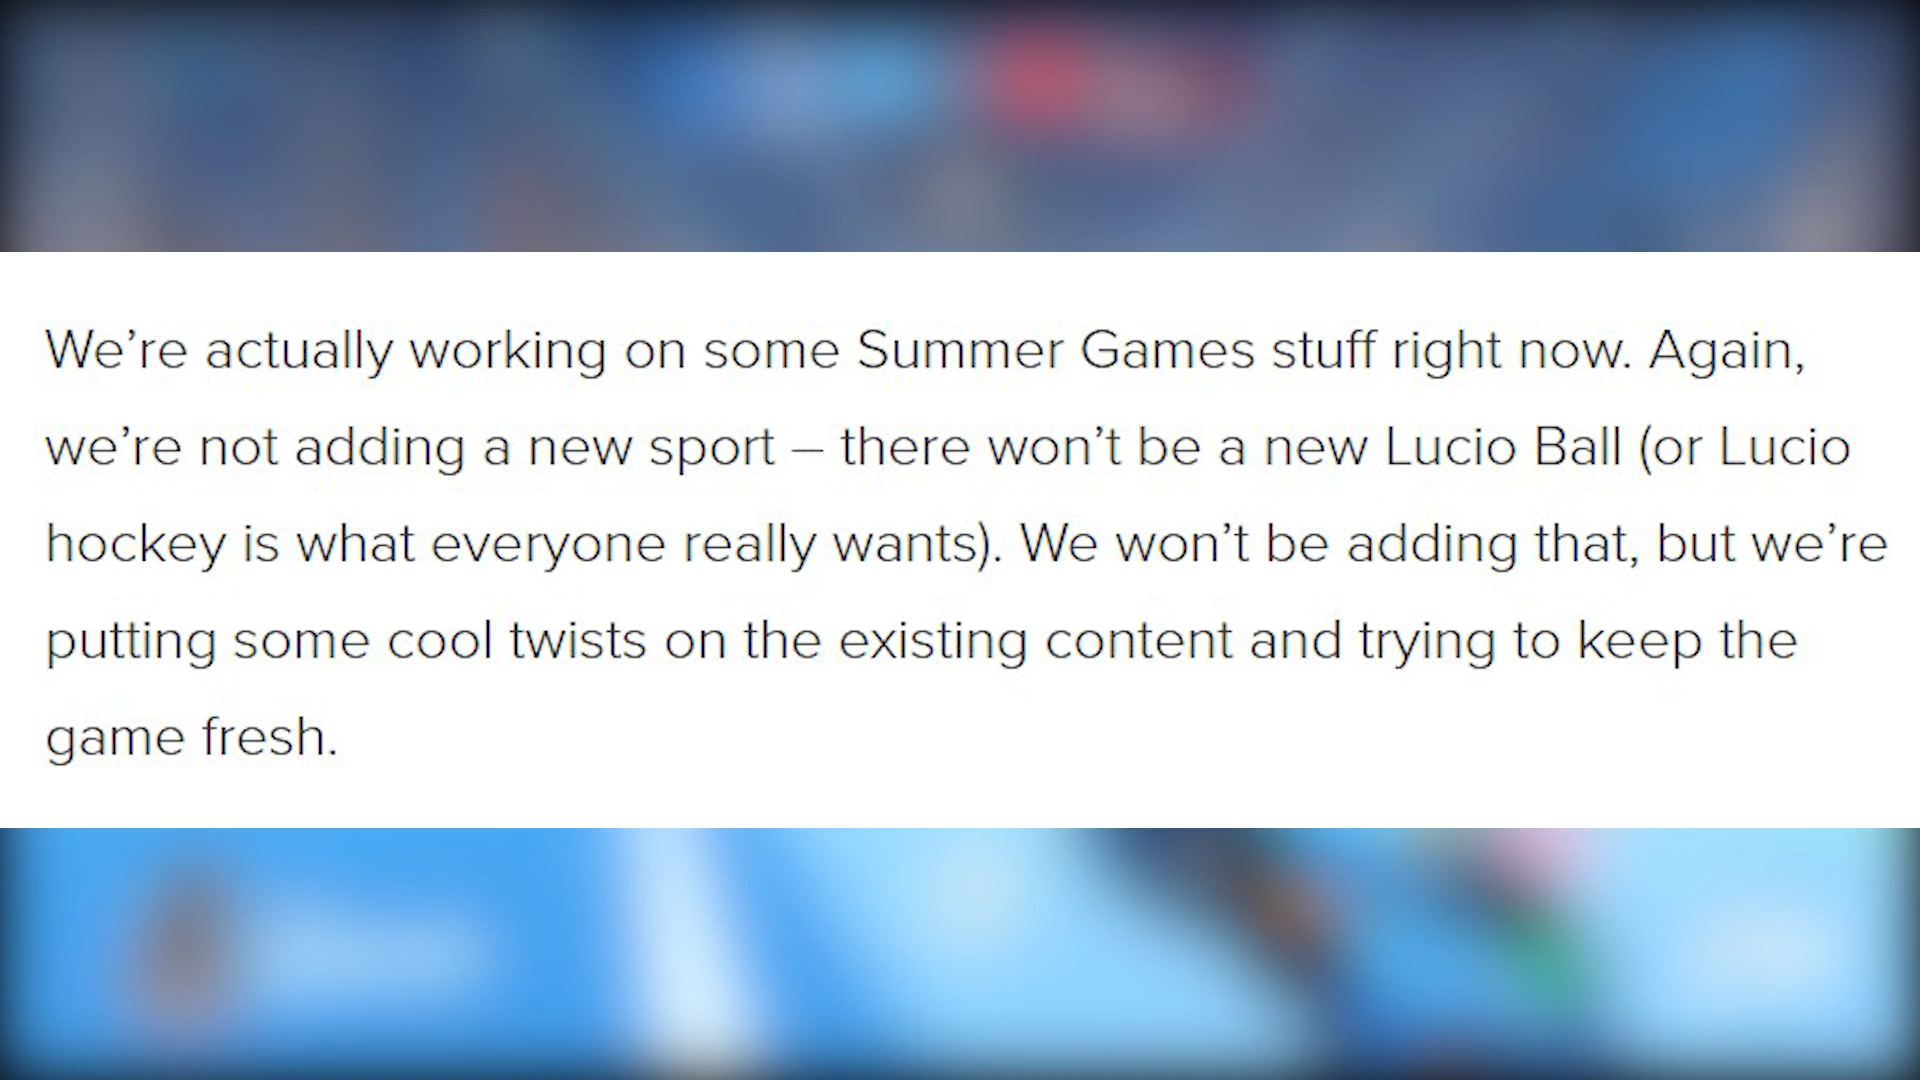 We’re actually working on some Summer Games stuff right now. Again,
we’re not adding a new sport – there won’t be a new Lucio Ball (or Lucio
hockey is what everyone really wants). We won’t be adding that, but we’re
putting some cool twists on the existing content and trying to keep the
game fresh.